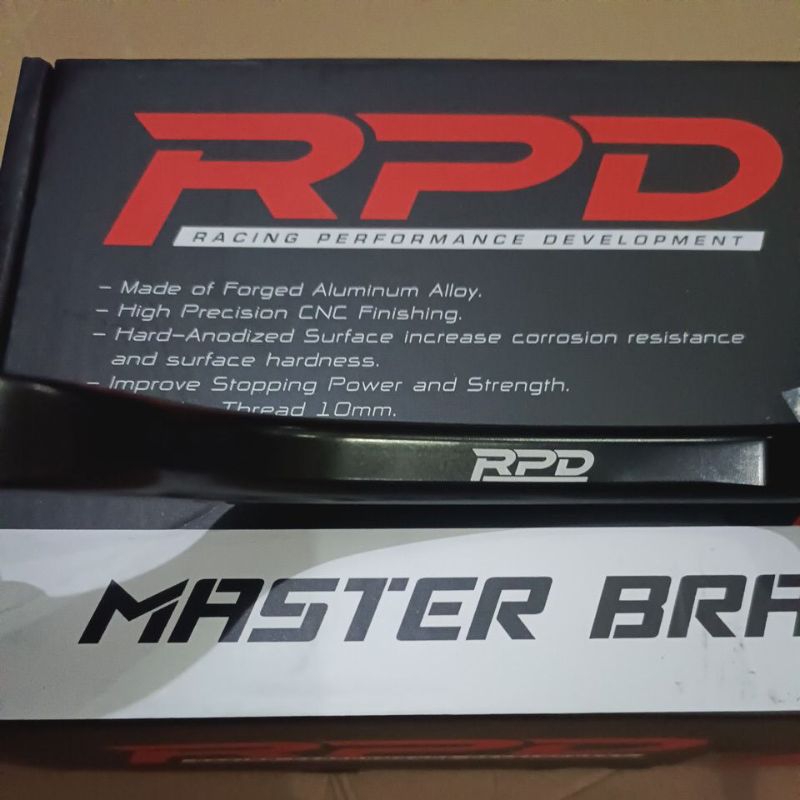 RPD
RACING PERFORMANCE DEVELOPMENT
- Made of Forged Aluminum Alloy.
- High Precision CNC Finishing.
- Hard-Anodized Surface increase corrosion resistance
and surface hardness.
- Improve Stopping Power and Strength.
Thread 10mm.
RPD
MASTER BRA
RPD